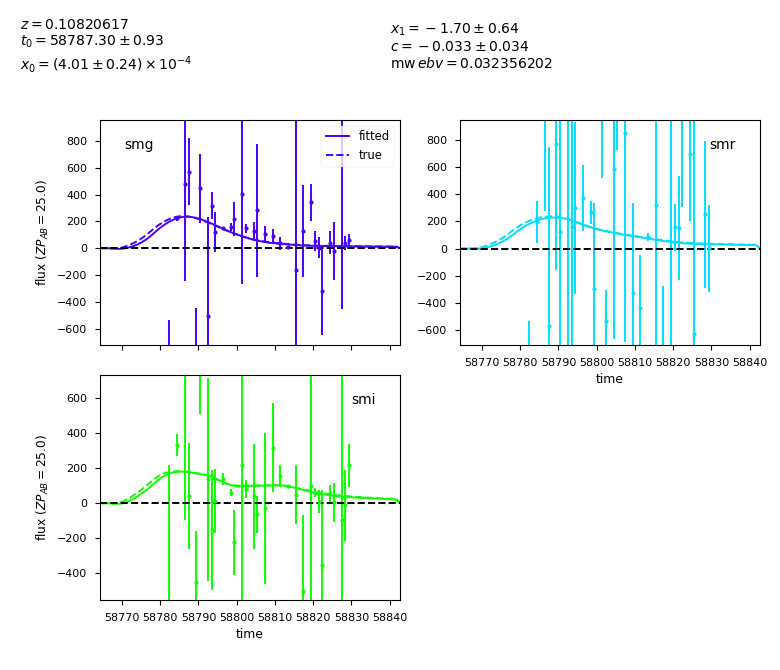 z = 0.10820617
t₀ = 58787.30 ± 0.93
x₀ = (4.01 ± 0.24) × 10⁻⁴
x₁ = −1.70 ± 0.64
c = −0.033 ± 0.034
mw ebv = 0.032356202
smg
fitted
true
800
600
400
200
0
−200
−400
−600
flux (ZP_AB = 25.0)
smr
800
600
400
200
0
−200
−400
−600
58770 58780 58790 58800 58810 58820 58830 58840
time
smi
600
400
200
0
−200
−400
flux (ZP_AB = 25.0)
58770 58780 58790 58800 58810 58820 58830 58840
time